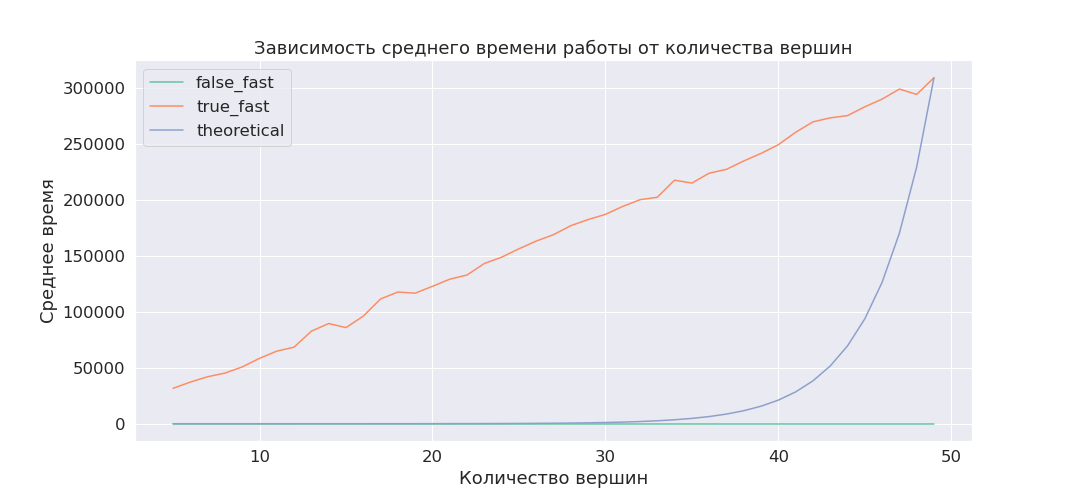 Зависимость среднего времени работы от количества вершин
false_fast
true_fast
theoretical
Среднее время
300000
250000
200000
150000
100000
50000
0
10 20 30 40 50
Количество вершин